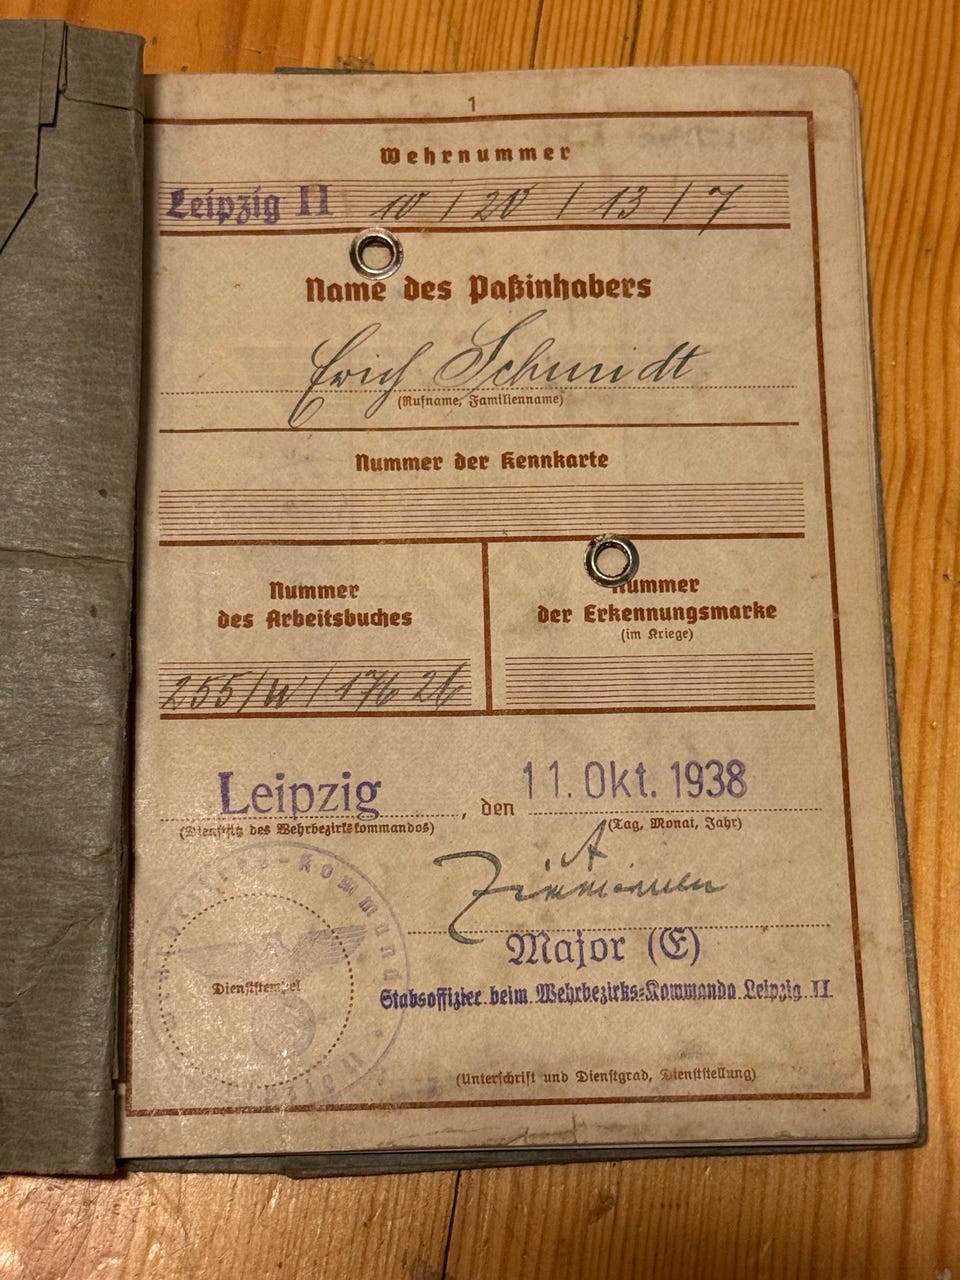 1
Wehrnummer
Leipzig II 10 / 20 / 13 / 7
Name des Paßinhabers
Erich Schmidt
(Rufname, Familienname)
Nummer der Kennkarte
Nummer
des Arbeitsbuches
Nummer
der Erkennungsmarke
(im Kriege)
255/W/176 26
Leipzig, den 11. Okt. 1938
(Dienstsitz des Wehrbezirkskommandos) (Tag, Monat, Jahr)
Major (E)
Dienststempel
Stabsoffizier beim Wehrbezirks-Kommando Leipzig II
(Unterschrift und Dienstgrad, Dienststellung)